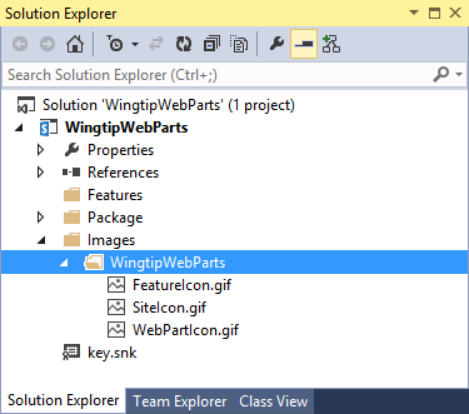 Solution Explorer
Search Solution Explorer (Ctrl+;)
Solution 'WingtipWebParts' (1 project)
WingtipWebParts
Properties
References
Features
Package
Images
WingtipWebParts
FeatureIcon.gif
SiteIcon.gif
WebPartIcon.gif
key.snk
Solution Explorer Team Explorer Class View